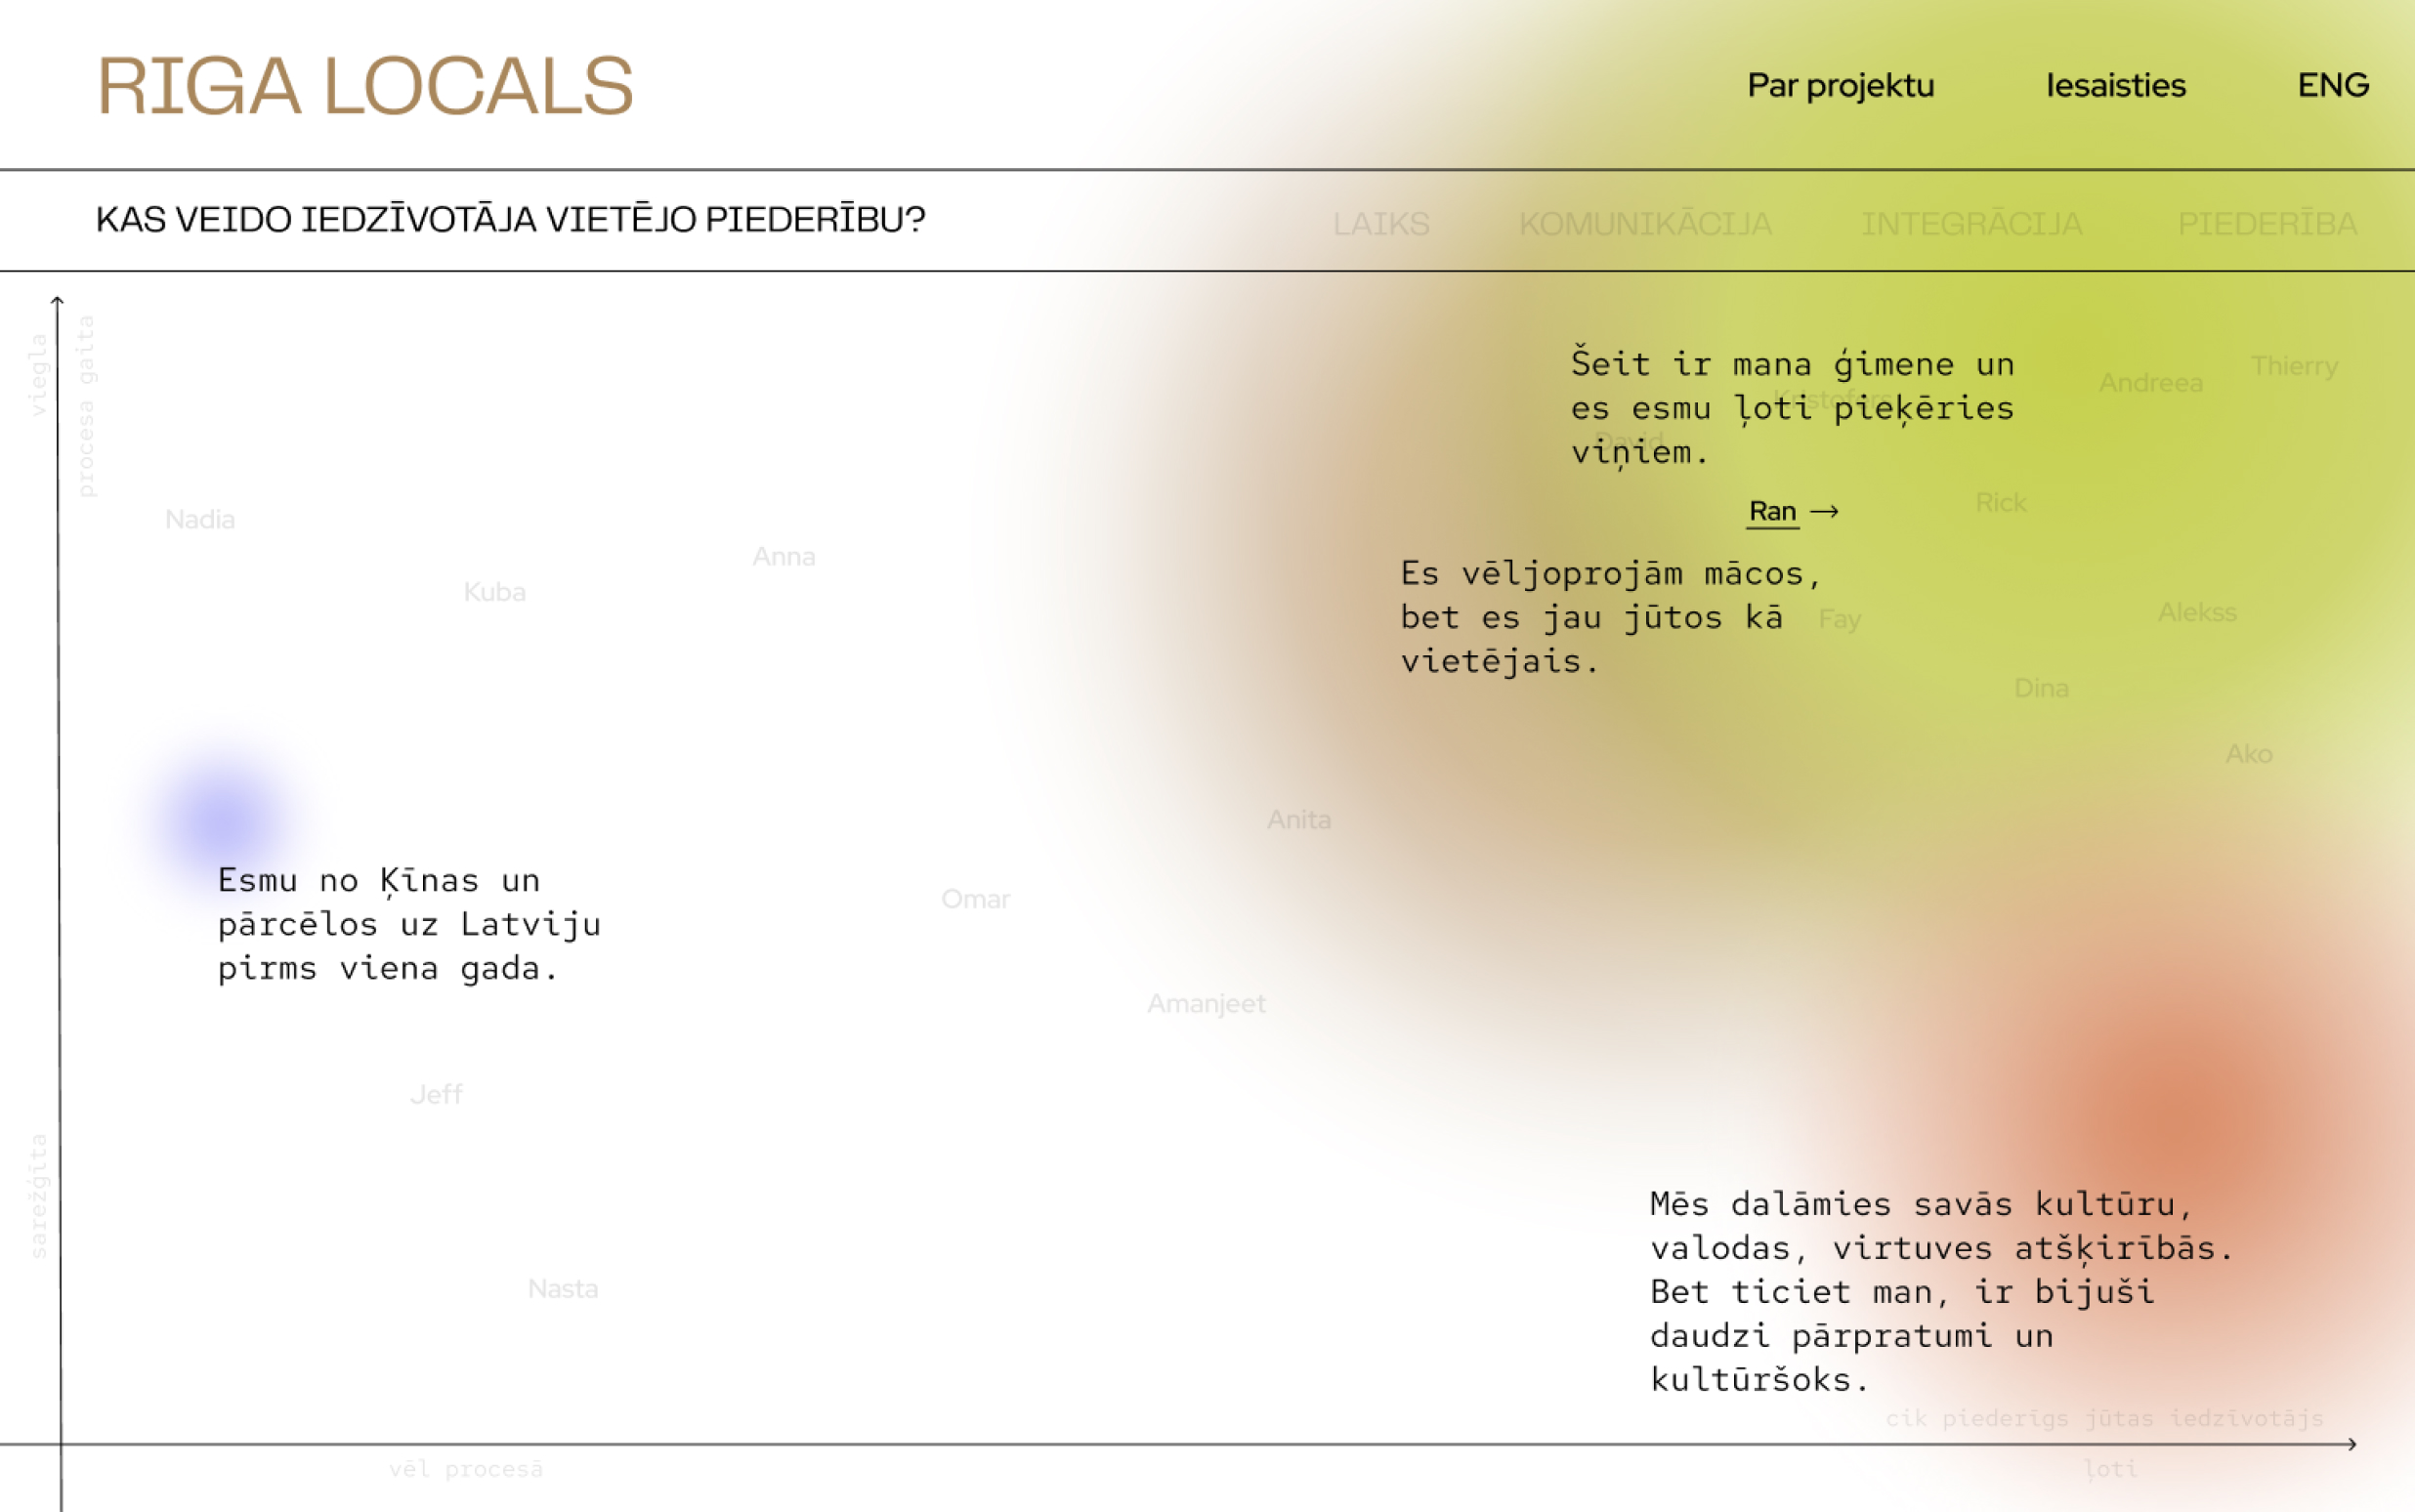 RIGA LOCALS
Par projektu
Iesaisties
ENG
KAS VEIDO IEDZĪVOTĀJA VIETĒJO PIEDERĪBU?
LAIKS
KOMUNIKĀCIJA
INTEGRĀCIJA
PIEDERĪBA
viegla
procesa gaita
Šeit ir mana ģimene un
es esmu ļoti pieķēries
viņiem.
Kristofers
David
Andreea
Thierry
Rick
Ran →
Nadia
Kuba
Anna
Es vēljoprojām mācos,
bet es jau jūtos kā
vietējais.
Fay
Alekss
Dina
Ako
Anita
Omar
Esmu no Ķīnas un
pārcēlos uz Latviju
pirms viena gada.
Amanjeet
Jeff
sarežģīta
Nasta
Mēs dalāmies savās kultūru,
valodas, virtuves atšķirībās.
Bet ticiet man, ir bijuši
daudzi pārpratumi un
kultūršoks.
cik piederīgs jūtas iedzīvotājs
vēl procesā
ļoti